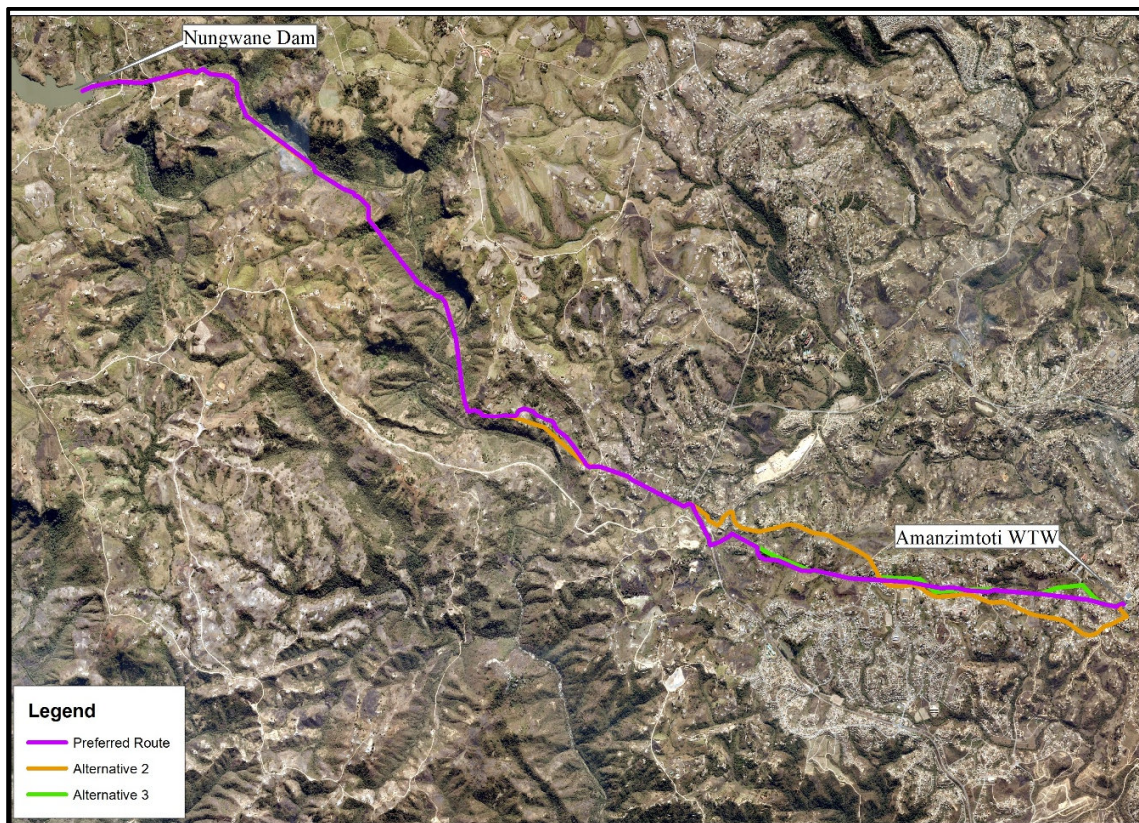 Nungwane Dam
Amanzimtoti WTW
Legend
Preferred Route
Alternative 2
Alternative 3